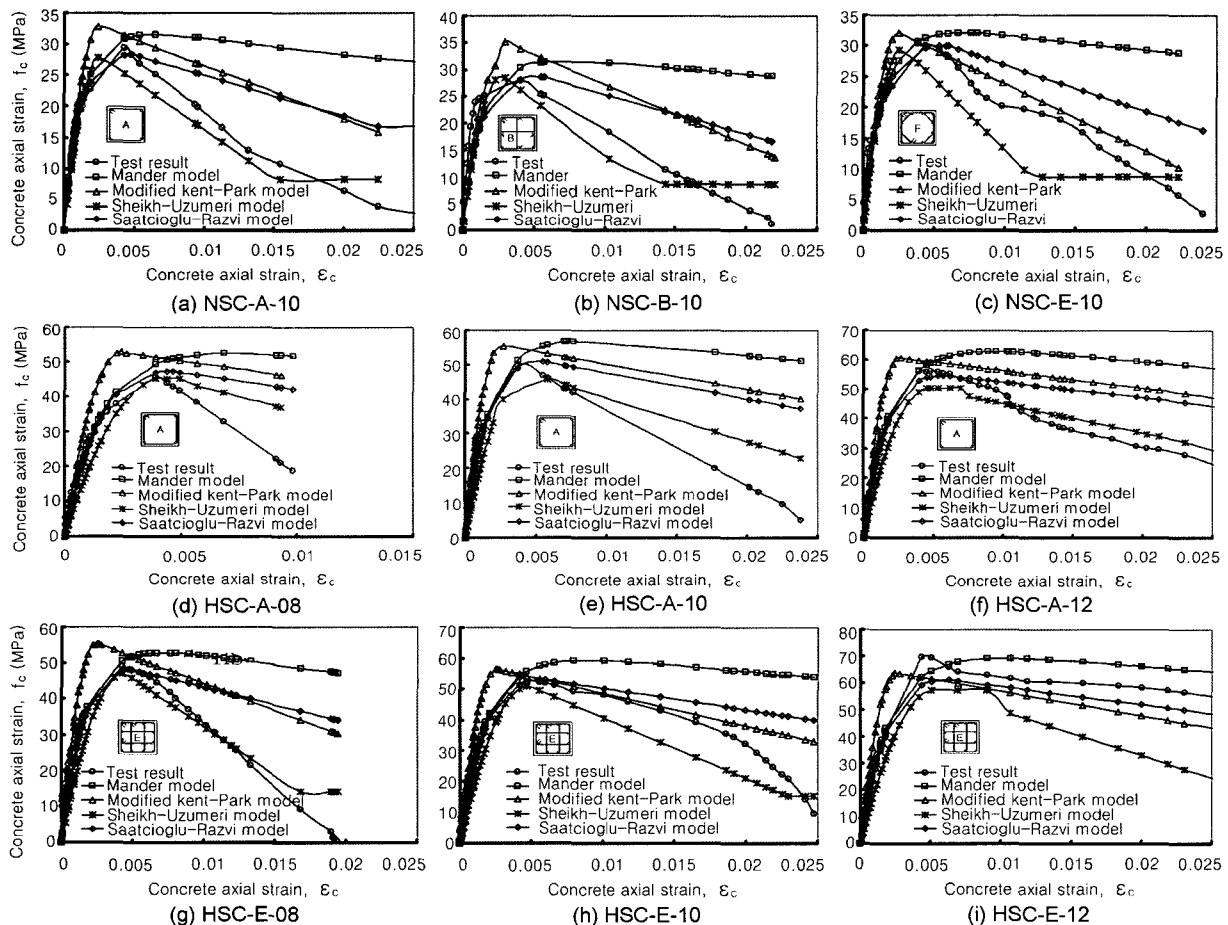 Concrete axial strain, f_c (MPa)
35
30
25
20
15
10
5
0
A
Test result
Mander model
Modified kent-Park model
Sheikh-Uzumeri model
Saatcioglu-Razvi model
0 0.005 0.01 0.015 0.02 0.025
Concrete axial strain, ε_c
(a) NSC-A-10
40
35
30
25
20
15
10
5
0
B
Test
Mander
Modified kent-Park
Sheikh-Uzumeri
Saatcioglu-Razvi
0 0.005 0.01 0.015 0.02 0.025
Concrete axial strain, ε_c
(b) NSC-B-10
35
30
25
20
15
10
5
0
F
Test
Mander
Modified kent-Park
Sheikh-Uzumeri
Saatcioglu-Razvi
0 0.005 0.01 0.015 0.02 0.025
Concrete axial strain, ε_c
(c) NSC-E-10
Concrete axial strain, f_c (MPa)
60
50
40
30
20
10
0
A
Test result
Mander model
Modified kent-Park model
Sheikh-Uzumeri model
Saatcioglu-Razvi model
0 0.005 0.01 0.015
Concrete axial strain, ε_c
(d) HSC-A-08
60
50
40
30
20
10
0
A
Test result
Mander model
Modified kent-Park model
Sheikh-Uzumeri model
Saatcioglu-Razvi model
0 0.005 0.01 0.015 0.02 0.025
Concrete axial strain, ε_c
(e) HSC-A-10
70
60
50
40
30
20
10
0
A
Test result
Mander model
Modified kent-Park model
Sheikh-Uzumeri model
Saatcioglu-Razvi model
0 0.005 0.01 0.015 0.02 0.025
Concrete axial strain, ε_c
(f) HSC-A-12
Concrete axial strain, f_c (MPa)
60
50
40
30
20
10
0
E
Test result
Mander model
Modified kent-Park model
Sheikh-Uzumeri model
Saatcioglu-Razvi model
0 0.005 0.01 0.015 0.02 0.025
Concrete axial strain, ε_c
(g) HSC-E-08
70
60
50
40
30
20
10
0
E
Test result
Mander model
Modified kent-Park model
Sheikh-Uzumeri model
Saatcioglu-Razvi model
0 0.005 0.01 0.015 0.02 0.025
Concrete axial strain, ε_c
(h) HSC-E-10
80
70
60
50
40
30
20
10
0
E
Test result
Mander model
Modified kent-Park model
Sheikh-Uzumeri model
Saatcioglu-Razvi model
0 0.005 0.01 0.015 0.02 0.025
Concrete axial strain, ε_c
(i) HSC-E-12